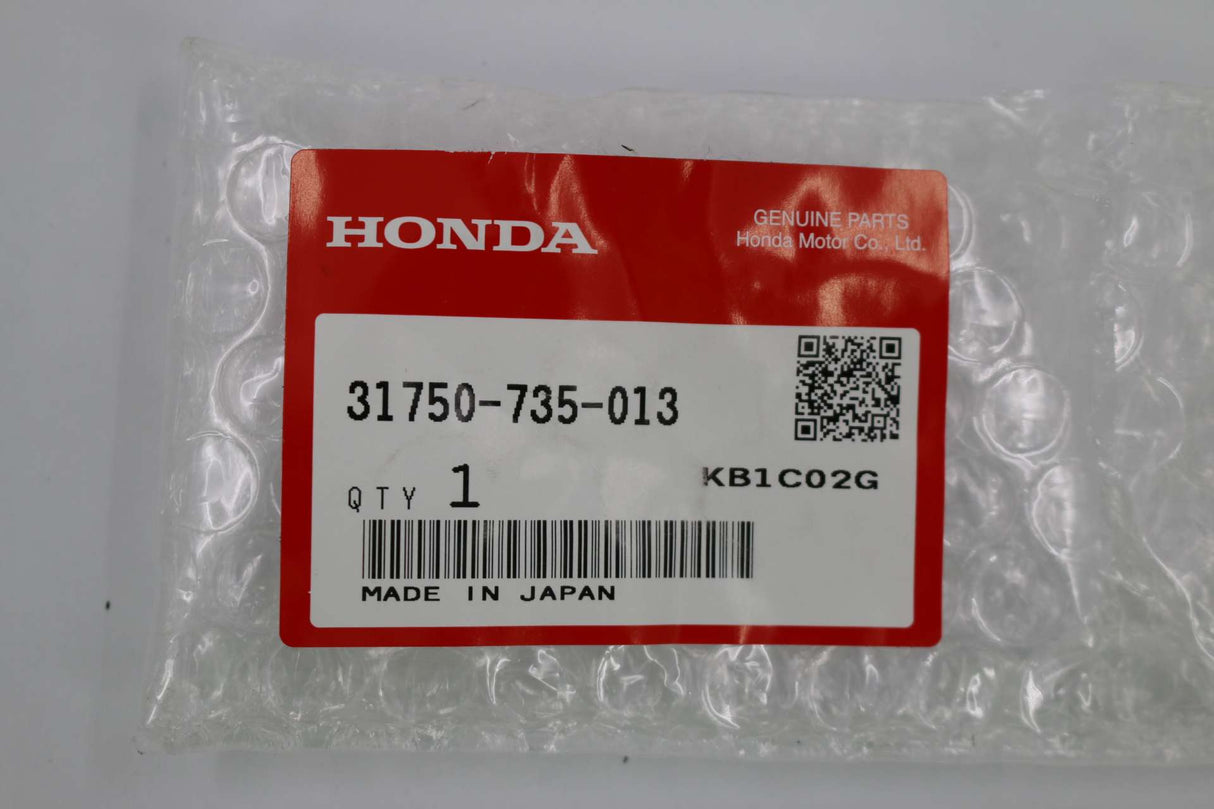 HONDA
GENUINE PARTS
Honda Motor Co., Ltd.
31750-735-013
QTY 1
KB1C02G
MADE IN JAPAN